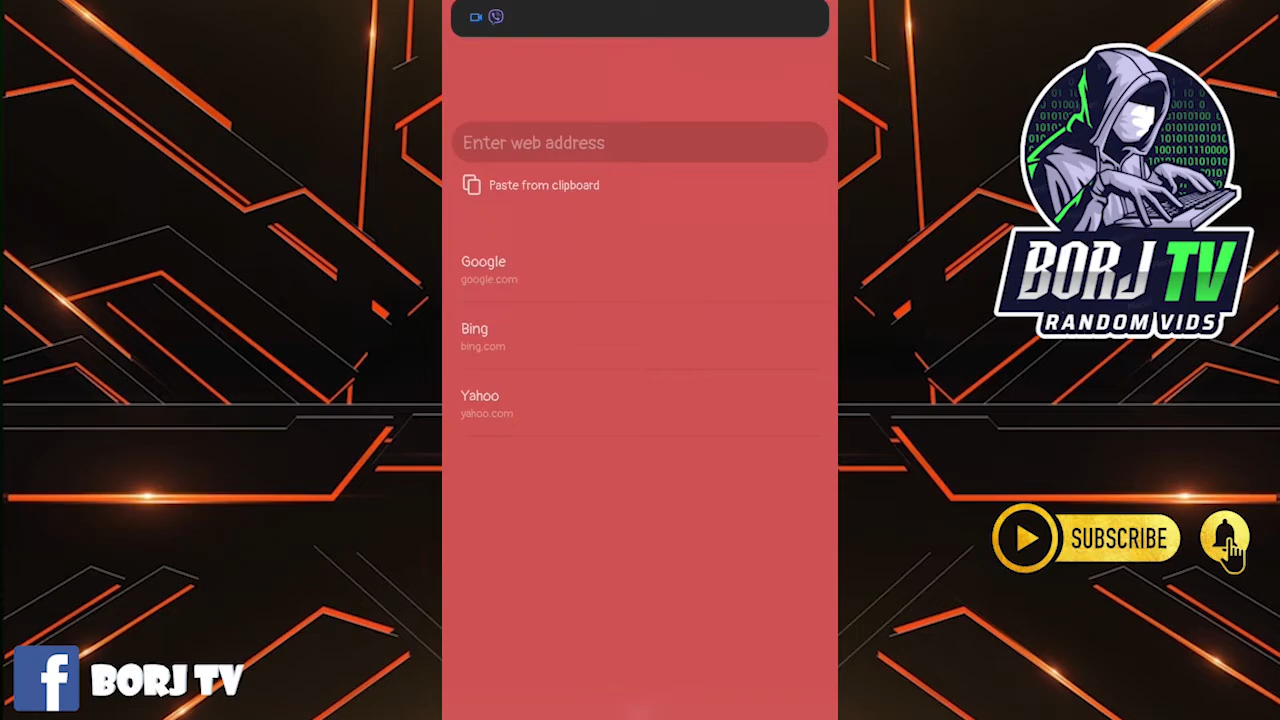 Enter web address
Paste from clipboard
Google
google.com
Bing
bing.com
Yahoo
yahoo.com
BORJ TV
RANDOM VIDS
SUBSCRIBE
f BORJ TV